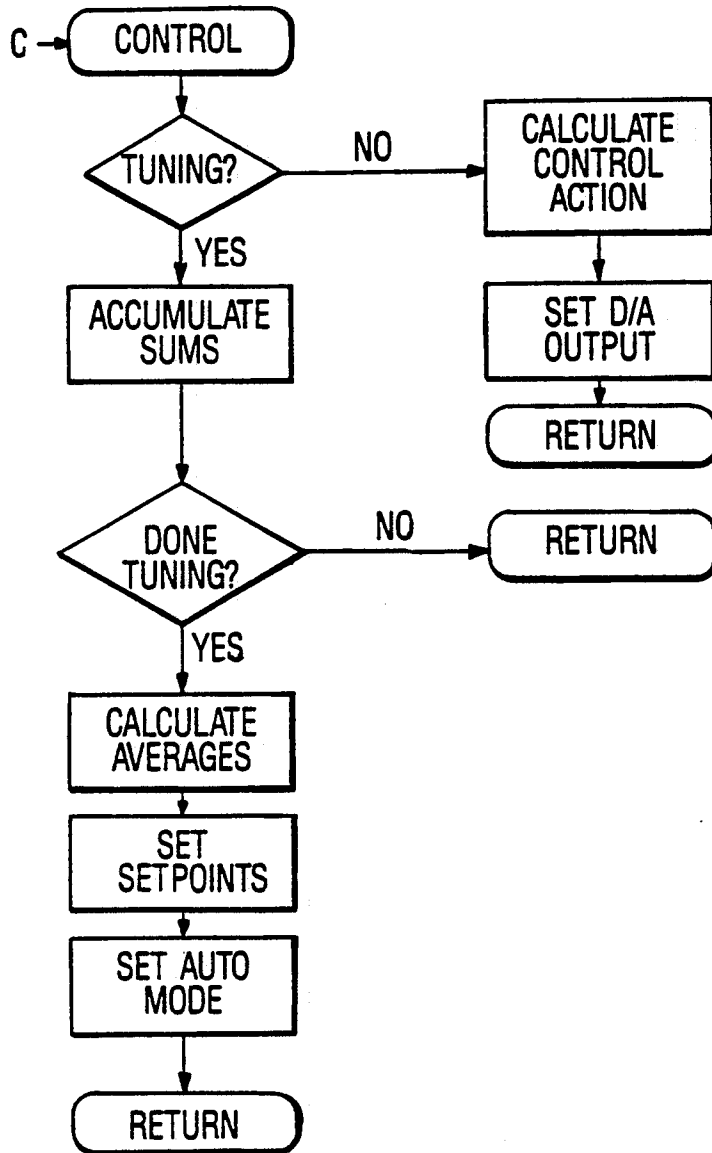 C
CONTROL
TUNING?
NO
CALCULATE
CONTROL
ACTION
YES
ACCUMULATE
SUMS
SET D/A
OUTPUT
RETURN
DONE
TUNING?
NO
RETURN
YES
CALCULATE
AVERAGES
SET
SETPOINTS
SET AUTO
MODE
RETURN